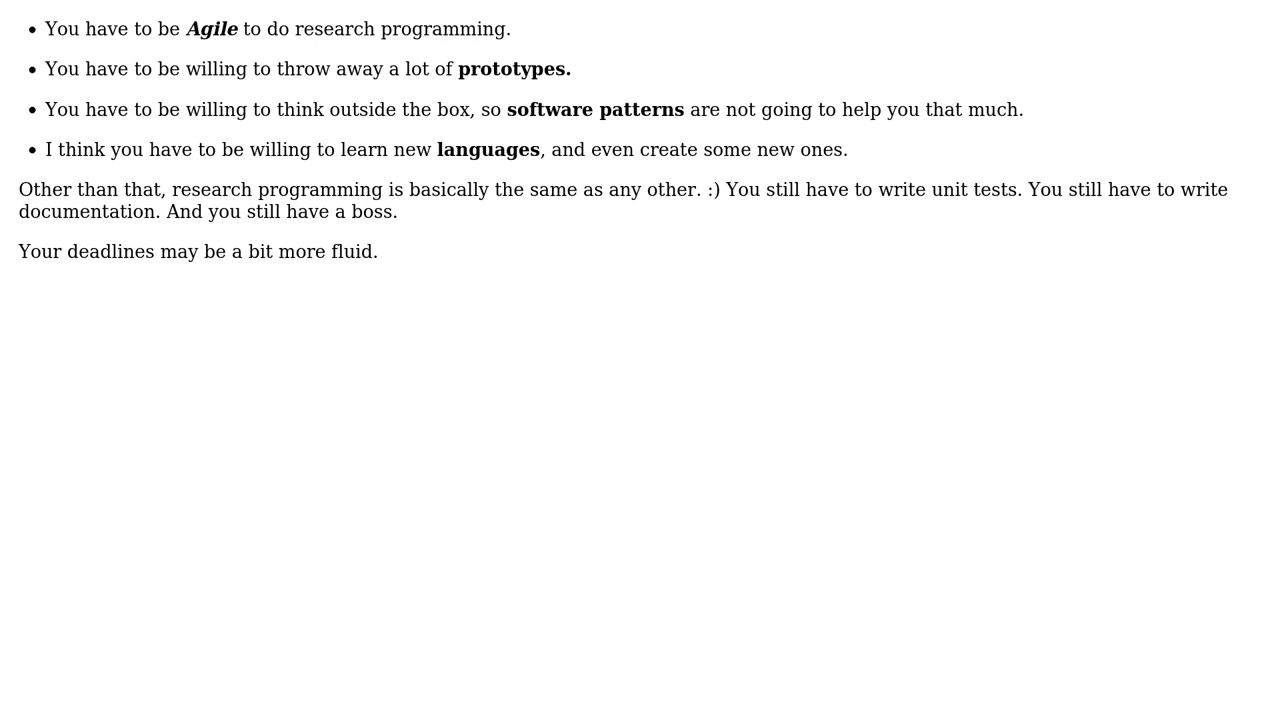 • You have to be Agile to do research programming.
• You have to be willing to throw away a lot of prototypes.
• You have to be willing to think outside the box, so software patterns are not going to help you that much.
• I think you have to be willing to learn new languages, and even create some new ones.
Other than that, research programming is basically the same as any other. :) You still have to write unit tests. You still have to write
documentation. And you still have a boss.
Your deadlines may be a bit more fluid.